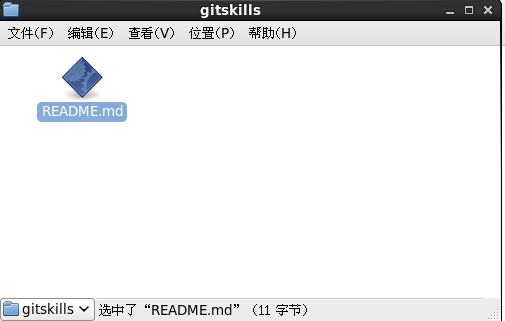 gitskills
文件(F) 编辑(E) 查看(V) 位置(P) 帮助(H)
README.md
gitskills 选中了“README.md” （11 字节）